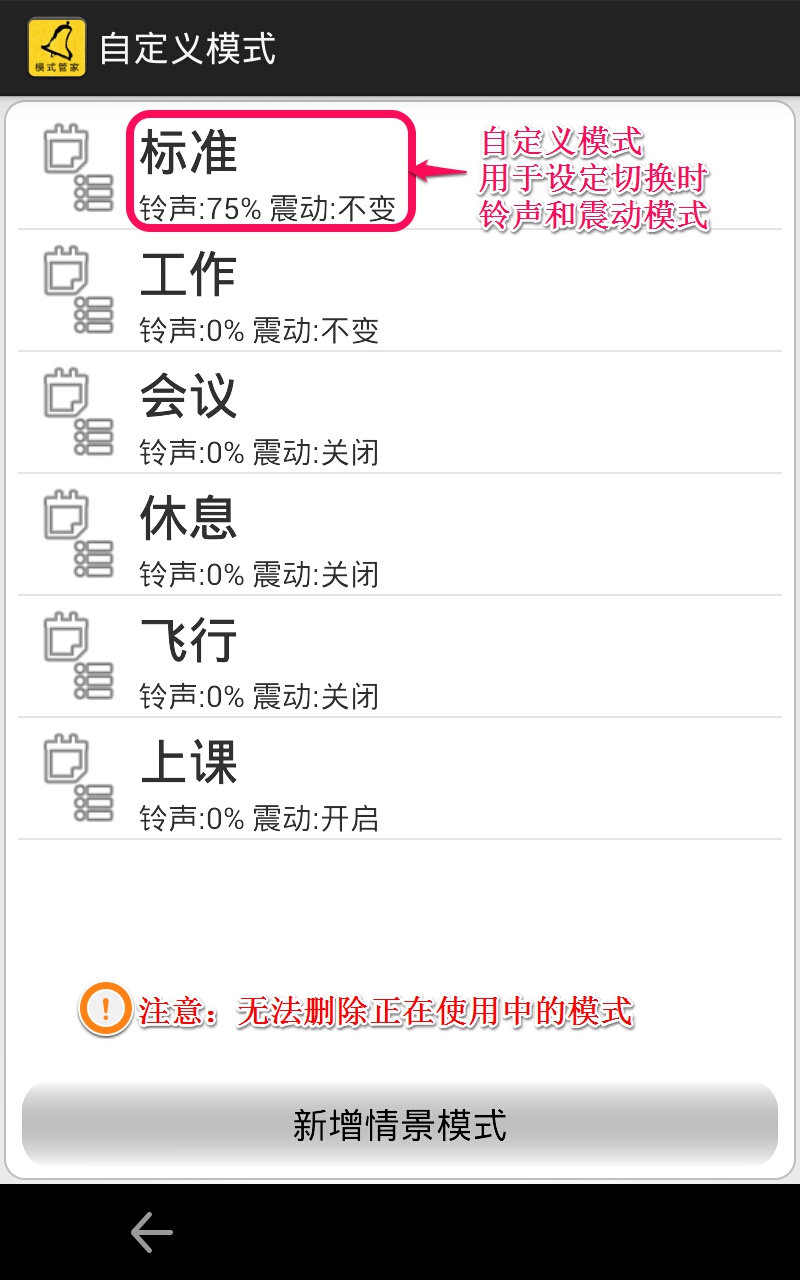 模式管家
自定义模式
标准
铃声:75% 震动:不变
自定义模式
用于设定切换时
铃声和震动模式
工作
铃声:0% 震动:不变
会议
铃声:0% 震动:关闭
休息
铃声:0% 震动:关闭
飞行
铃声:0% 震动:关闭
上课
铃声:0% 震动:开启
! 注意：无法删除正在使用中的模式
新增情景模式